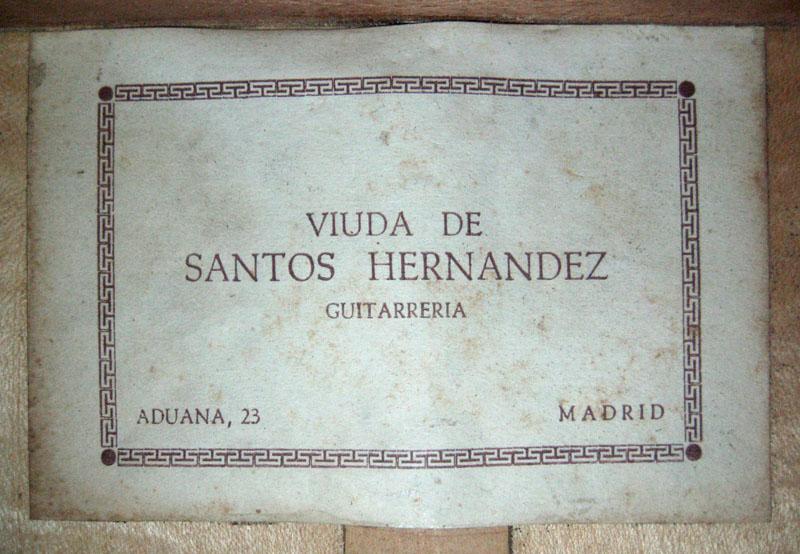 VIUDA DE
SANTOS HERNANDEZ
GUITARRERIA
ADUANA, 23 MADRID